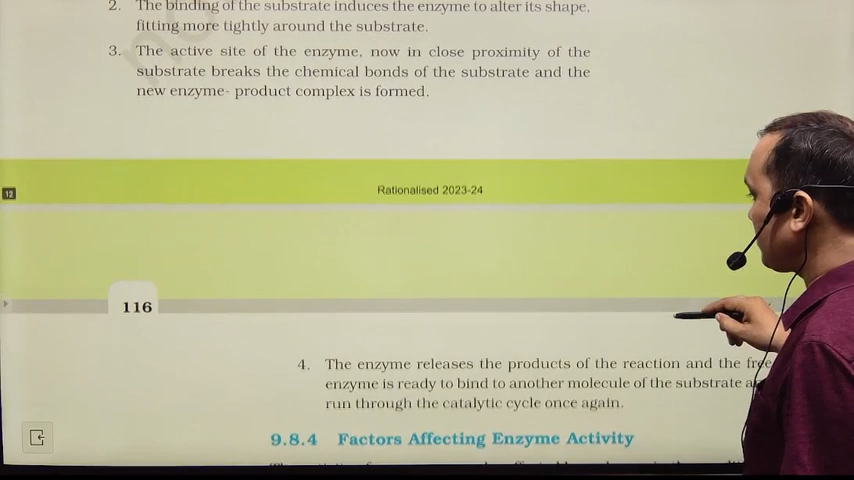 2. The binding of the substrate induces the enzyme to alter its shape,
fitting more tightly around the substrate.
3. The active site of the enzyme, now in close proximity of the
substrate breaks the chemical bonds of the substrate and the
new enzyme- product complex is formed.
12
Rationalised 2023-24
116
4. The enzyme releases the products of the reaction and the free
enzyme is ready to bind to another molecule of the substrate
run through the catalytic cycle once again.
9.8.4 Factors Affecting Enzyme Activity